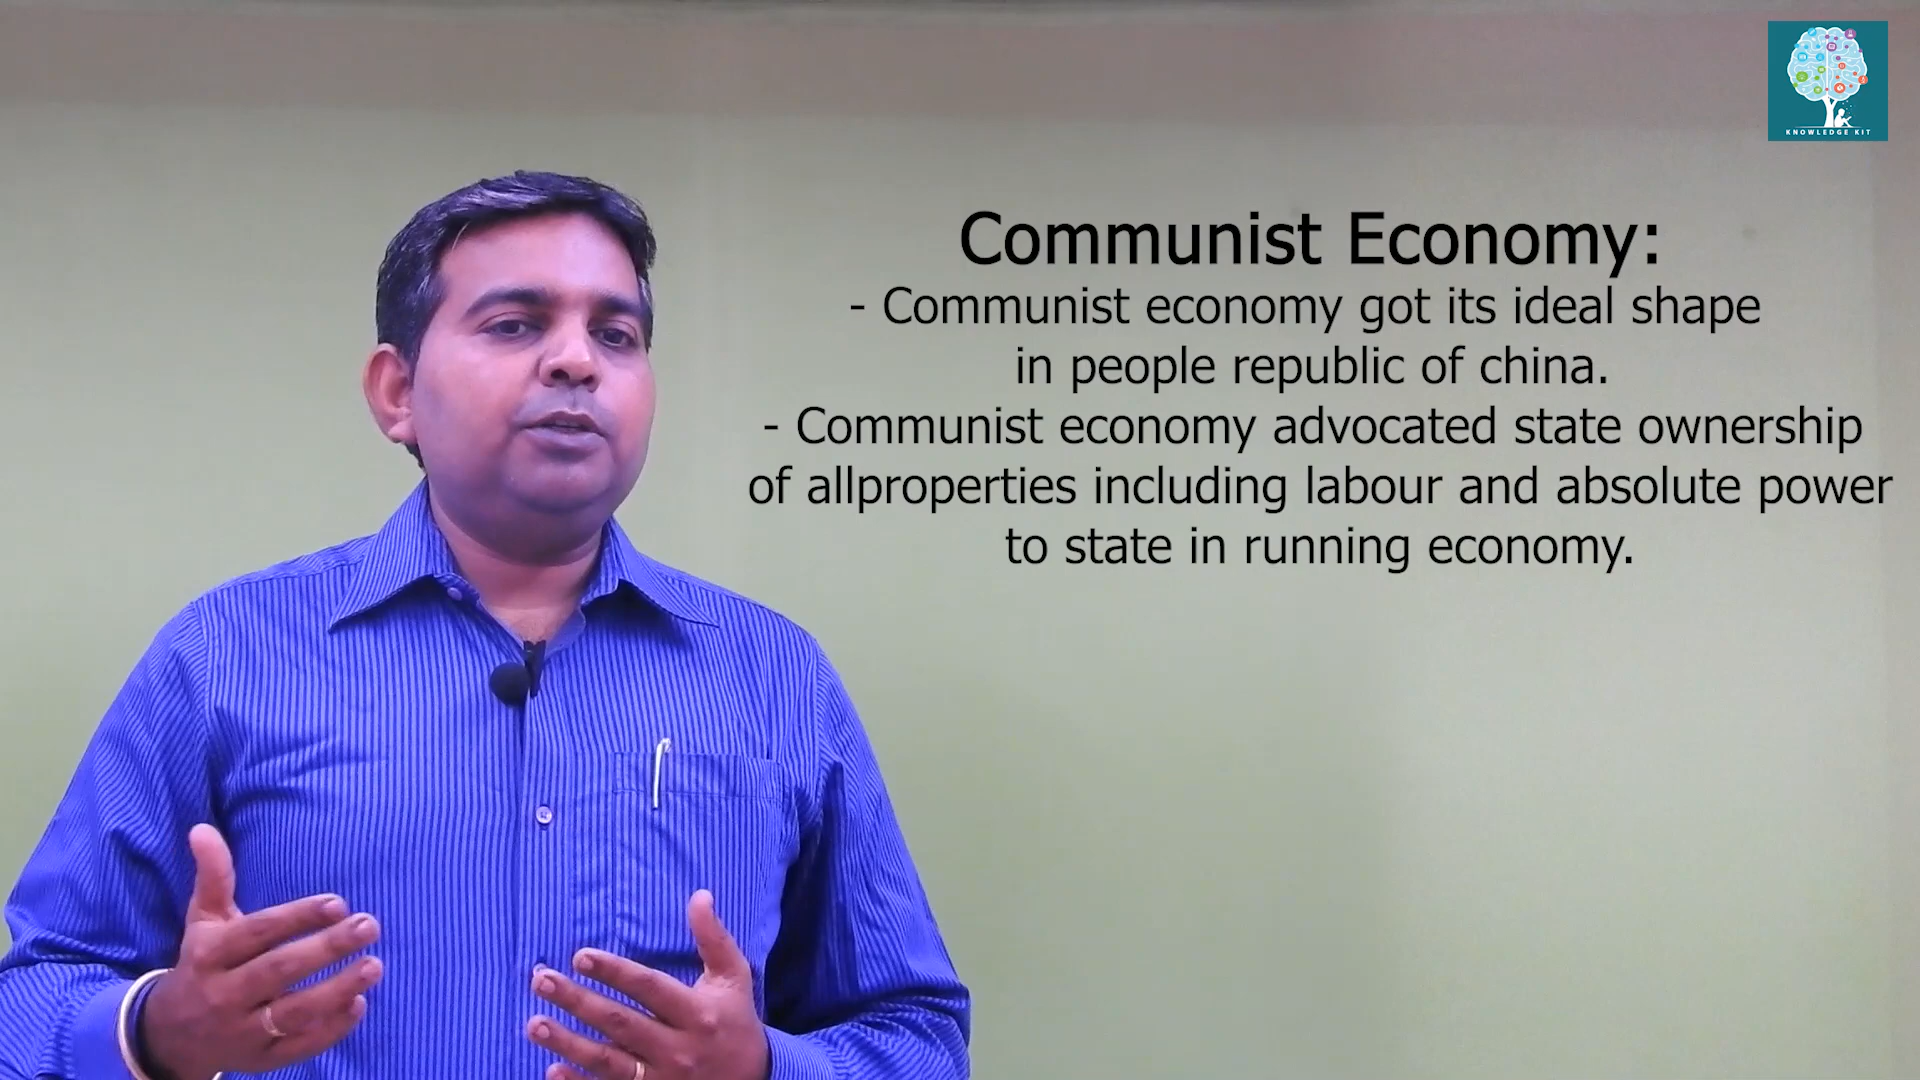 KNOWLEDGE KIT
Communist Economy:
- Communist economy got its ideal shape
in people republic of china.
- Communist economy advocated state ownership
of allproperties including labour and absolute power
to state in running economy.